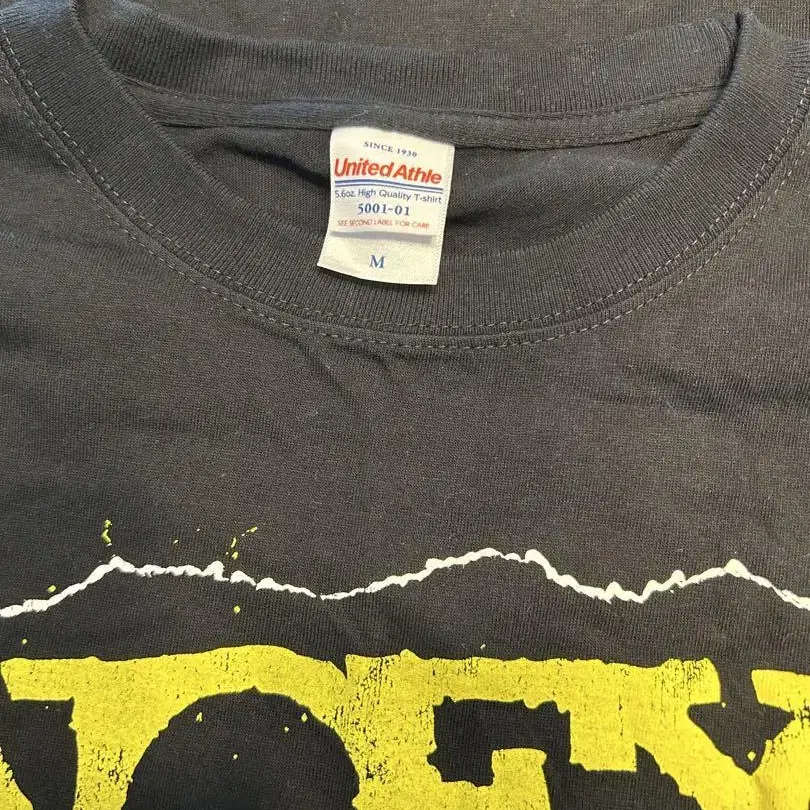 SINCE 1930
United Athle
5.6oz. High Quality T-shirt
5001-01
SEE SECOND LABEL FOR CARE
M